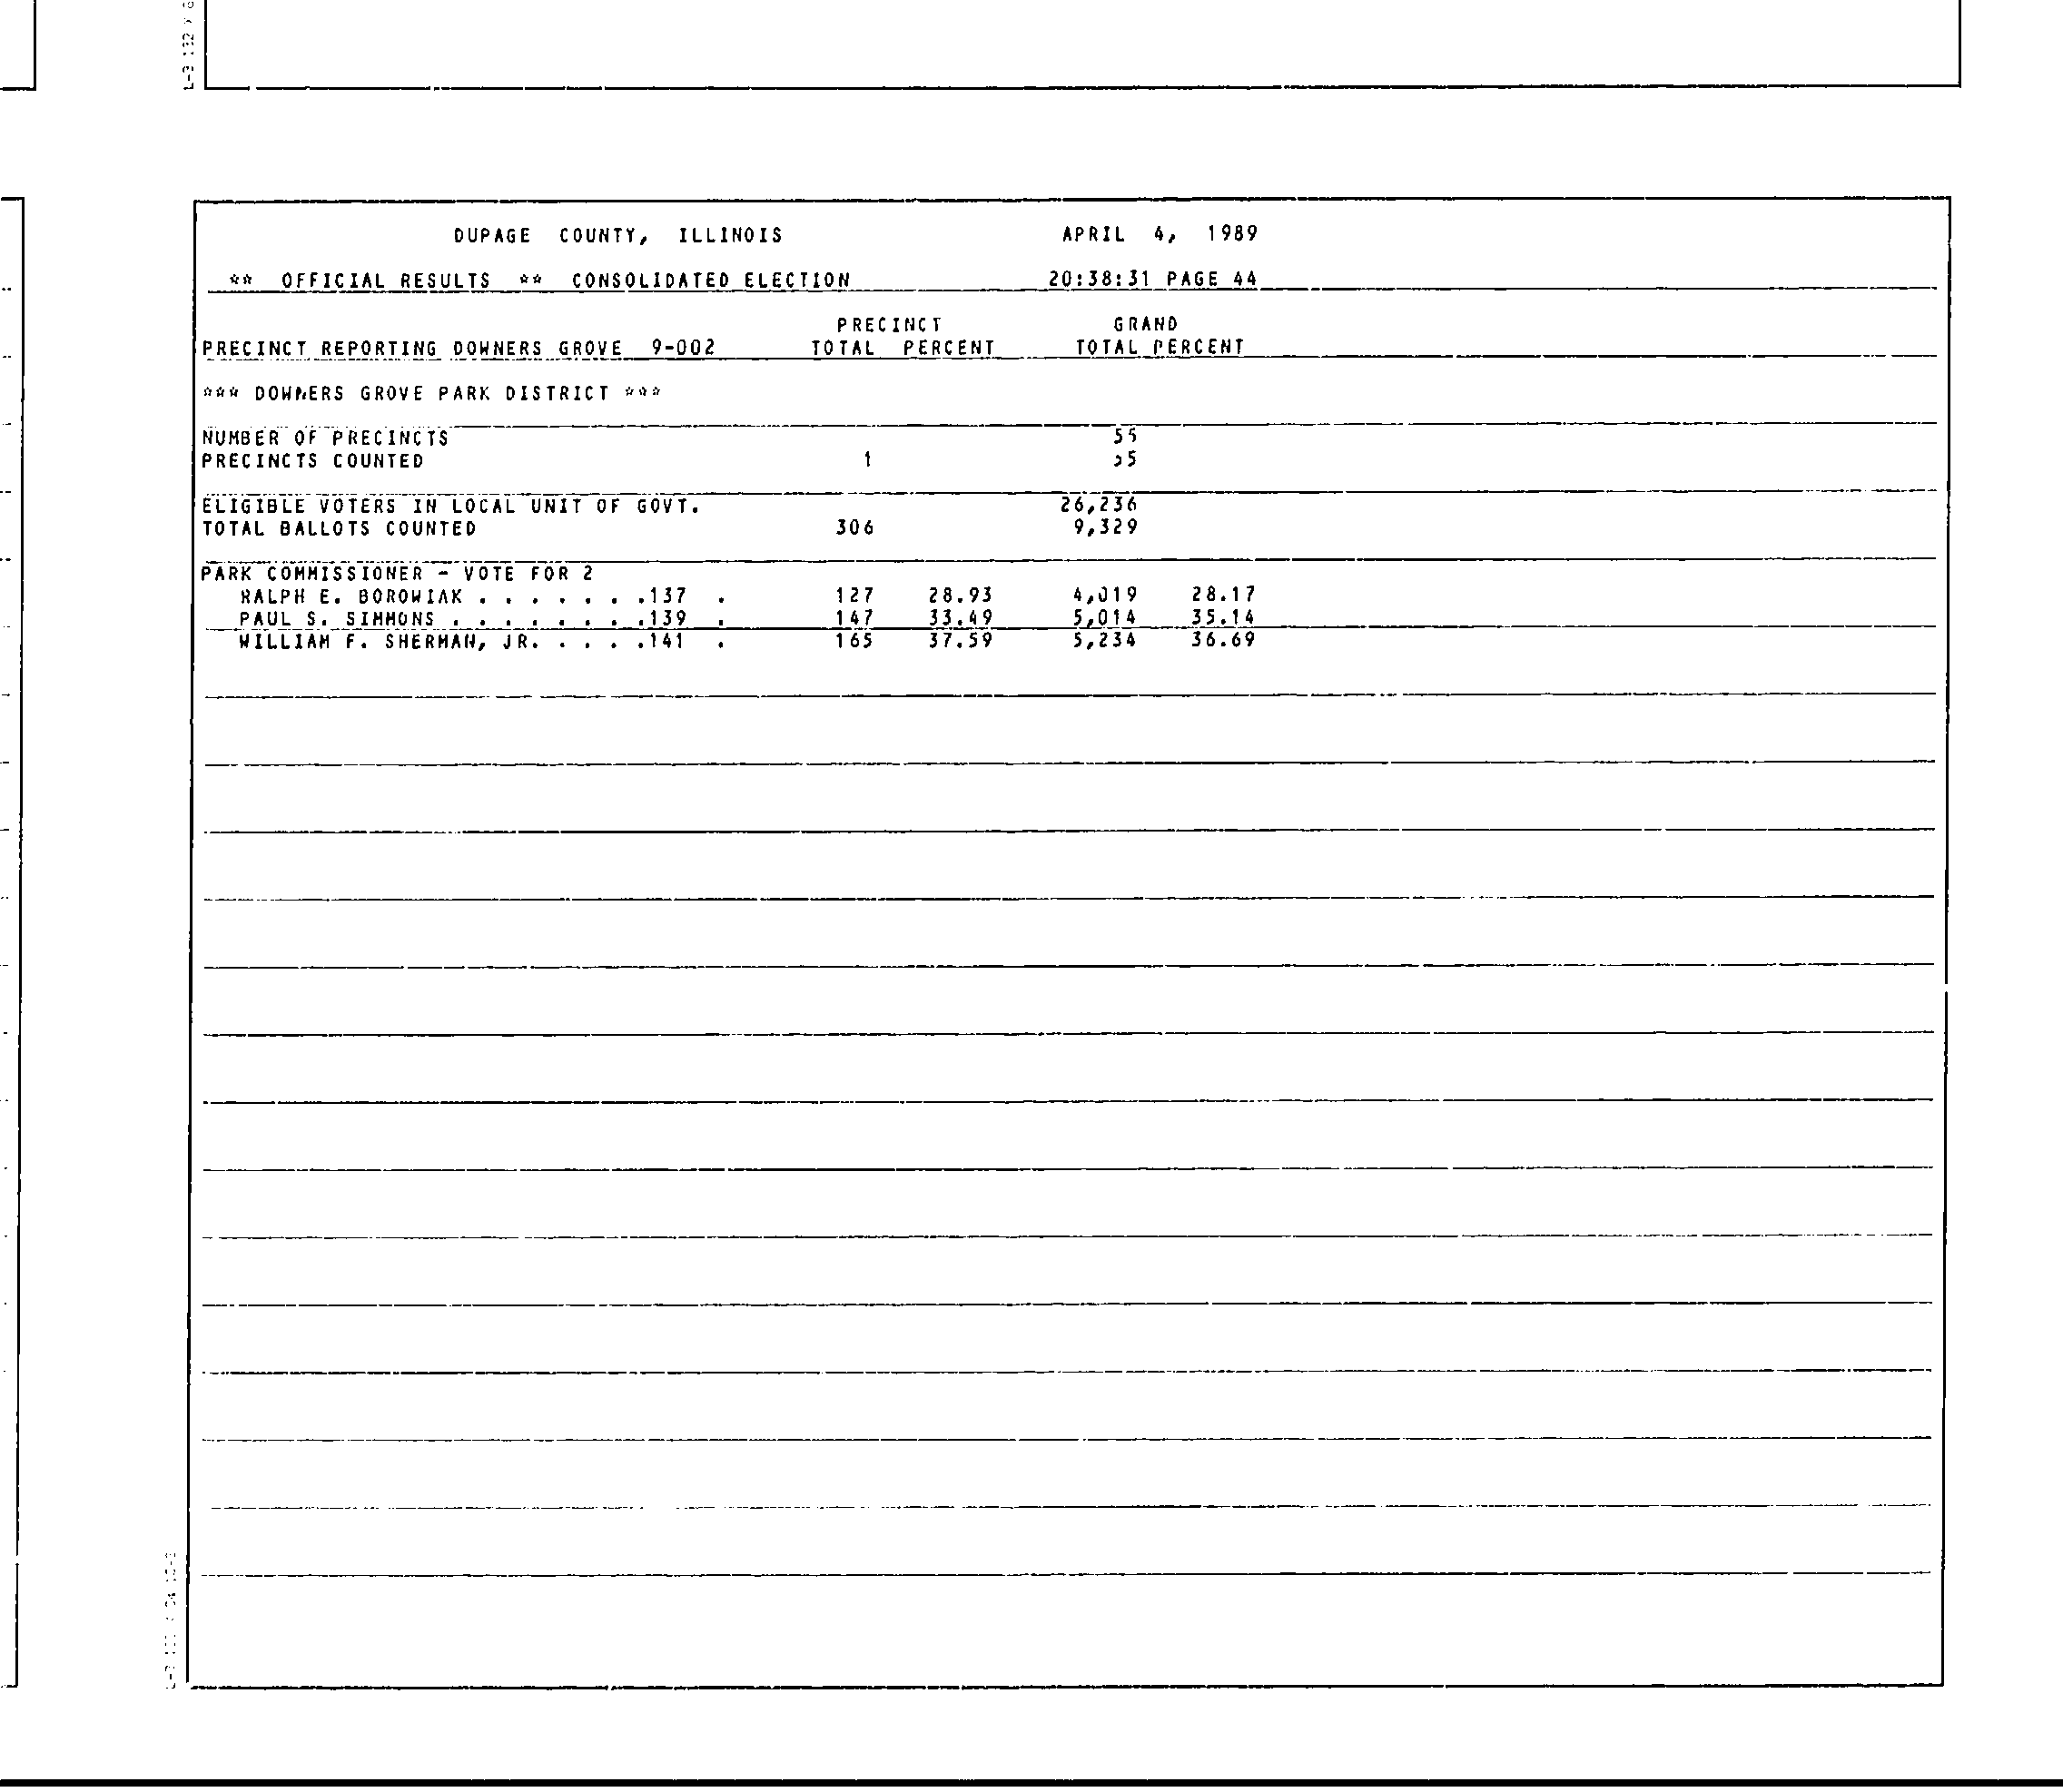 DUPAGE COUNTY, ILLINOIS APRIL 4, 1989
** OFFICIAL RESULTS ** CONSOLIDATED ELECTION 20:38:31 PAGE 44
PRECINCT GRAND
PRECINCT REPORTING DOWNERS GROVE 9-002 TOTAL PERCENT TOTAL PERCENT
*** DOWNERS GROVE PARK DISTRICT ***
NUMBER OF PRECINCTS 55
PRECINCTS COUNTED 1 55
ELIGIBLE VOTERS IN LOCAL UNIT OF GOVT. 26,236
TOTAL BALLOTS COUNTED 306 9,329
PARK COMMISSIONER - VOTE FOR 2
RALPH E. BOROWIAK . . . . . . .137 . 127 28.93 4,019 28.17
PAUL S. SIMMONS . . . . . . . .139 . 147 33.49 5,014 35.14
WILLIAM F. SHERMAN, JR. . . . .141 . 165 37.59 5,234 36.69